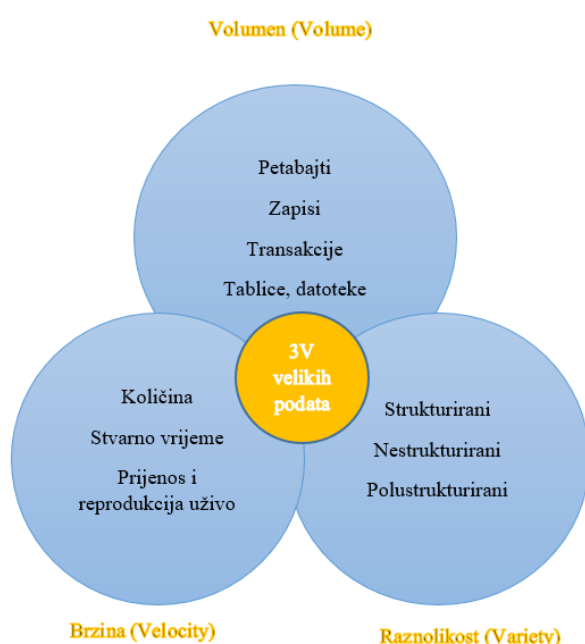 Volumen (Volume)
Petabajti
Zapisi
Transakcije
Tablice, datoteke
3V
velikih
podata
Količina
Stvarno vrijeme
Prijenos i
reprodukcija uživo
Strukturirani
Nestrukturirani
Polustrukturirani
Brzina (Velocity)
Raznolikost (Variety)